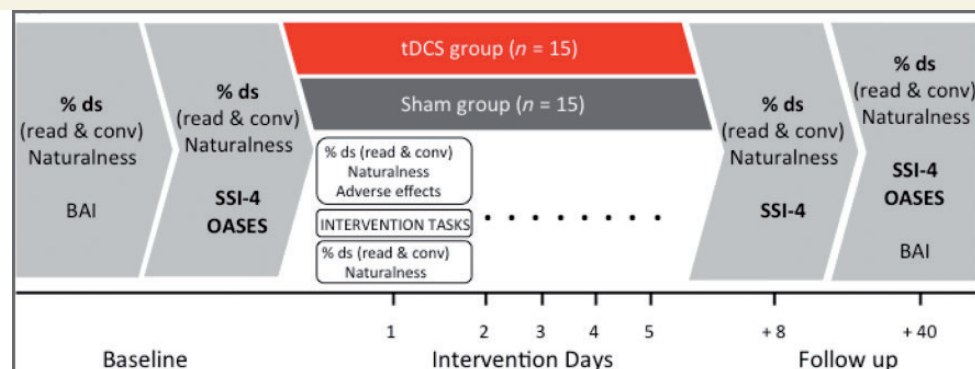 % ds
(read & conv)
Naturalness
BAI
% ds
(read & conv)
Naturalness
SSI-4
OASES
tDCS group (n = 15)
Sham group (n = 15)
% ds (read & conv)
Naturalness
Adverse effects
INTERVENTION TASKS
% ds (read & conv)
Naturalness
% ds
(read & conv)
Naturalness
SSI-4
% ds
(read & conv)
Naturalness
SSI-4
OASES
BAI
1 2 3 4 5 + 8 + 40
Baseline Intervention Days Follow up